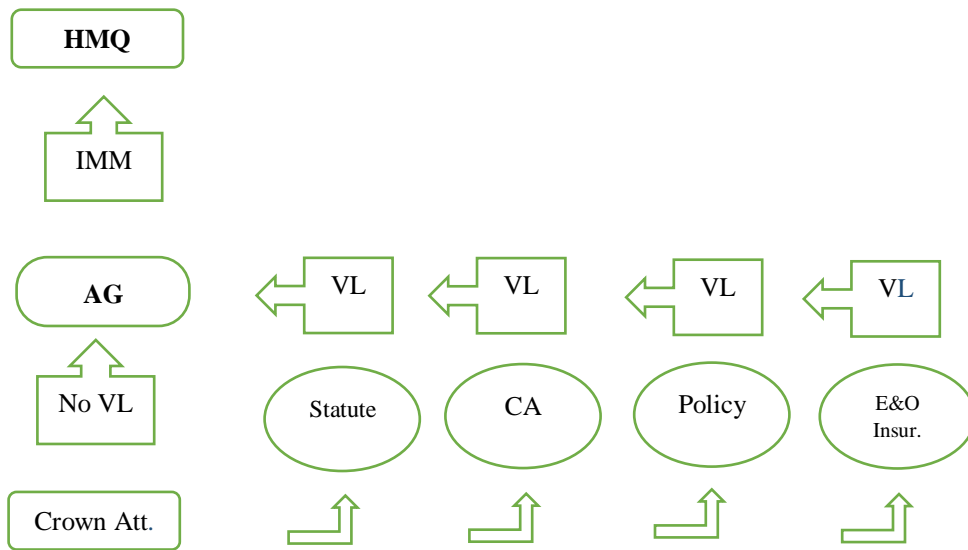 HMQ
IMM
AG
VL
VL
VL
VL
No VL
Statute
CA
Policy
E&O
Insur.
Crown Att.